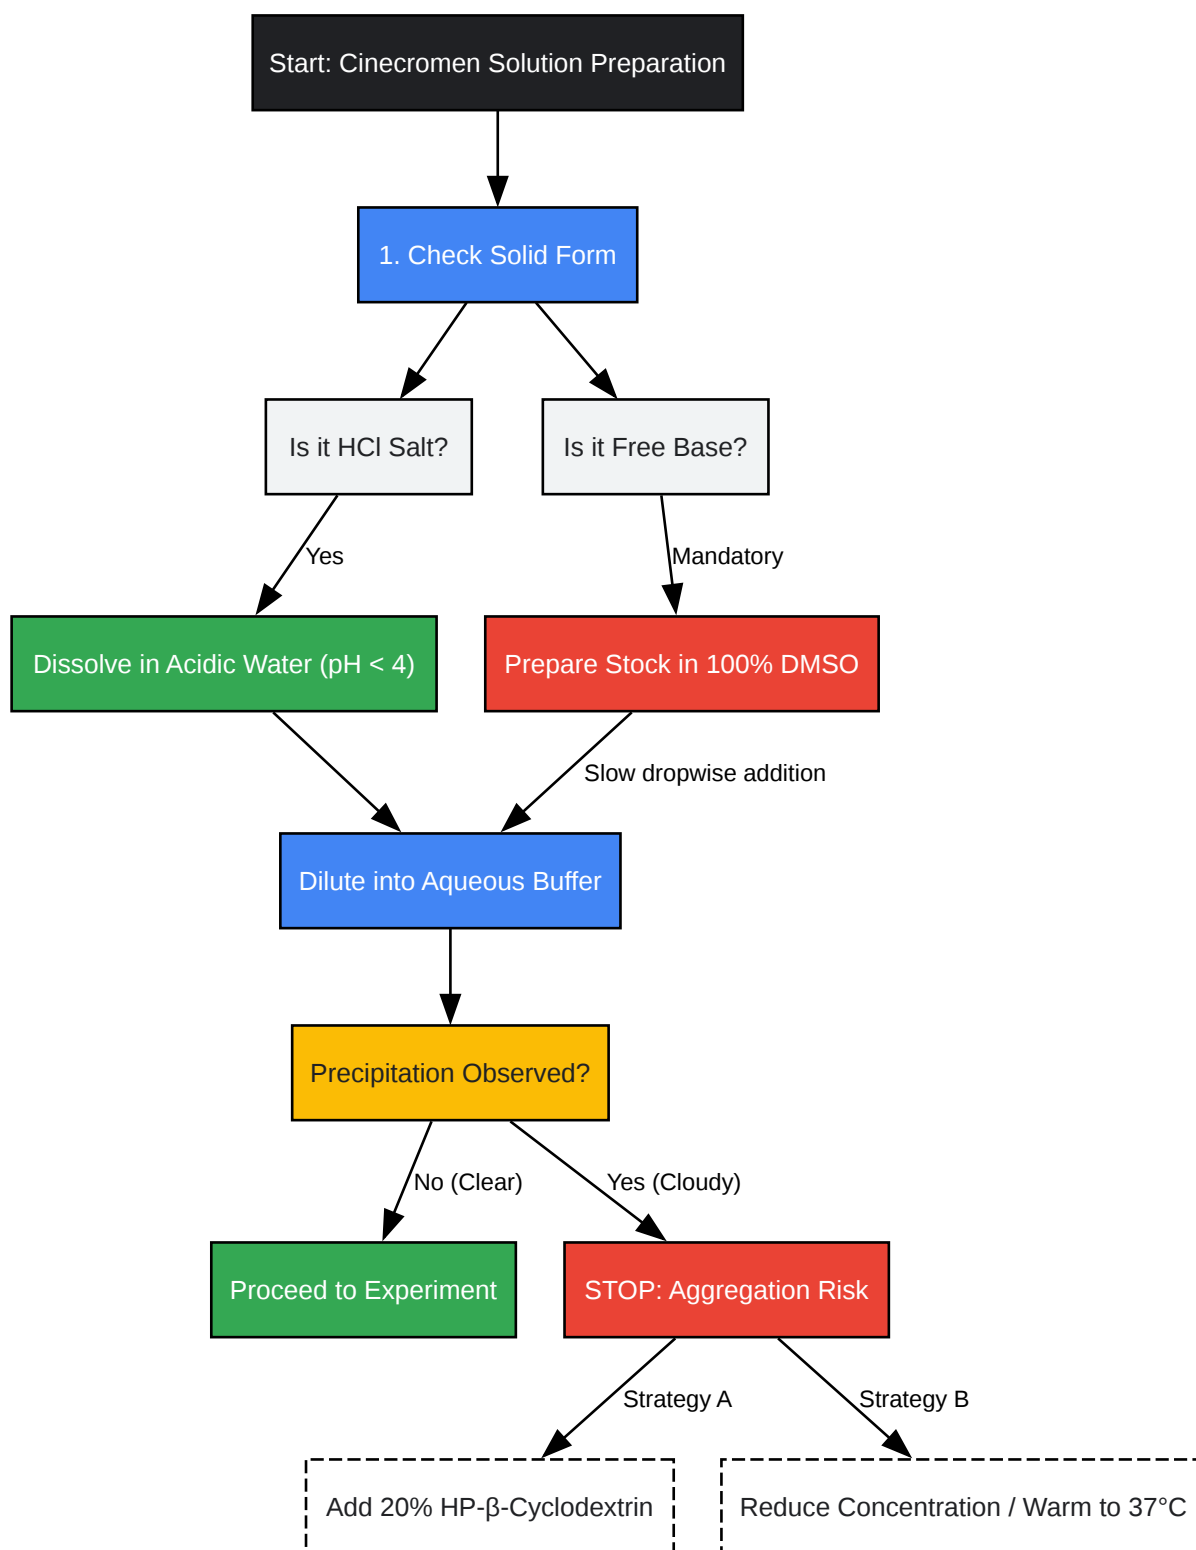 Start: Cinecromen Solution Preparation
1. Check Solid Form
Is it HCl Salt?
Is it Free Base?
Yes
Mandatory
Dissolve in Acidic Water (pH < 4)
Prepare Stock in 100% DMSO
Slow dropwise addition
Dilute into Aqueous Buffer
Precipitation Observed?
No (Clear)
Yes (Cloudy)
Proceed to Experiment
STOP: Aggregation Risk
Strategy A
Strategy B
Add 20% HP-β-Cyclodextrin
Reduce Concentration / Warm to 37°C